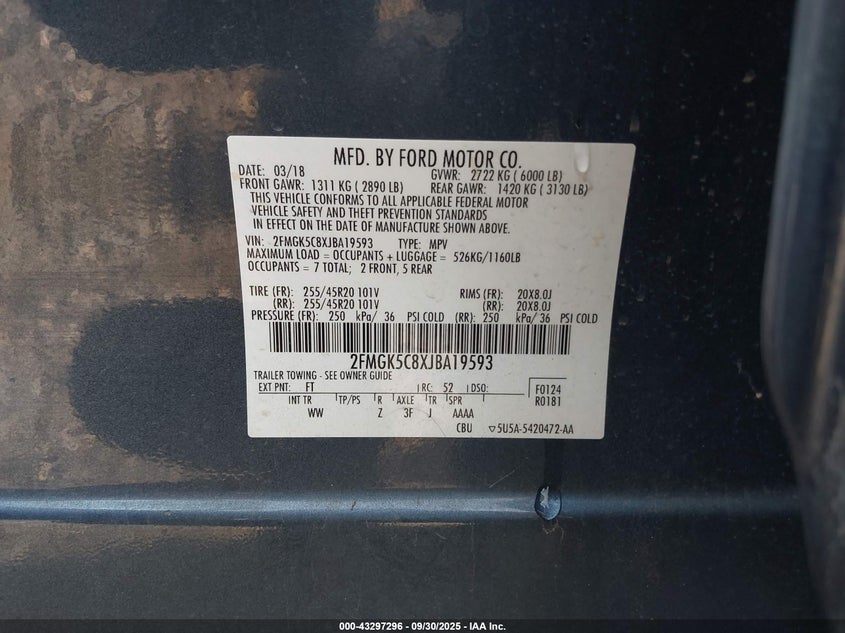 MFD. BY FORD MOTOR CO.
DATE: 03/18 GVWR: 2722 KG ( 6000 LB)
FRONT GAWR: 1311 KG ( 2890 LB) REAR GAWR: 1420 KG ( 3130 LB)
THIS VEHICLE CONFORMS TO ALL APPLICABLE FEDERAL MOTOR
VEHICLE SAFETY AND THEFT PREVENTION STANDARDS
IN EFFECT ON THE DATE OF MANUFACTURE SHOWN ABOVE.
VIN: 2FMGK5C8XJBA19593 TYPE: MPV
MAXIMUM LOAD = OCCUPANTS + LUGGAGE = 526KG/1160LB
OCCUPANTS = 7 TOTAL; 2 FRONT, 5 REAR
TIRE (FR): 255/45R20 101V RIMS (FR): 20X8.0J
(RR): 255/45R20 101V (RR): 20X8.0J
PRESSURE (FR): 250 kPa/ 36 PSI COLD (RR): 250 kPa/ 36 PSI COLD
2FMGK5C8XJBA19593
TRAILER TOWING - SEE OWNER GUIDE
EXT PNT: FT RC: 52 DSO: F0124
INT TR TP/PS R AXLE TR SPR R0181
WW Z 3F J AAAA
CBU ▽5U5A-5420472-AA
000-43297296 - 09/30/2025 - IAA Inc.